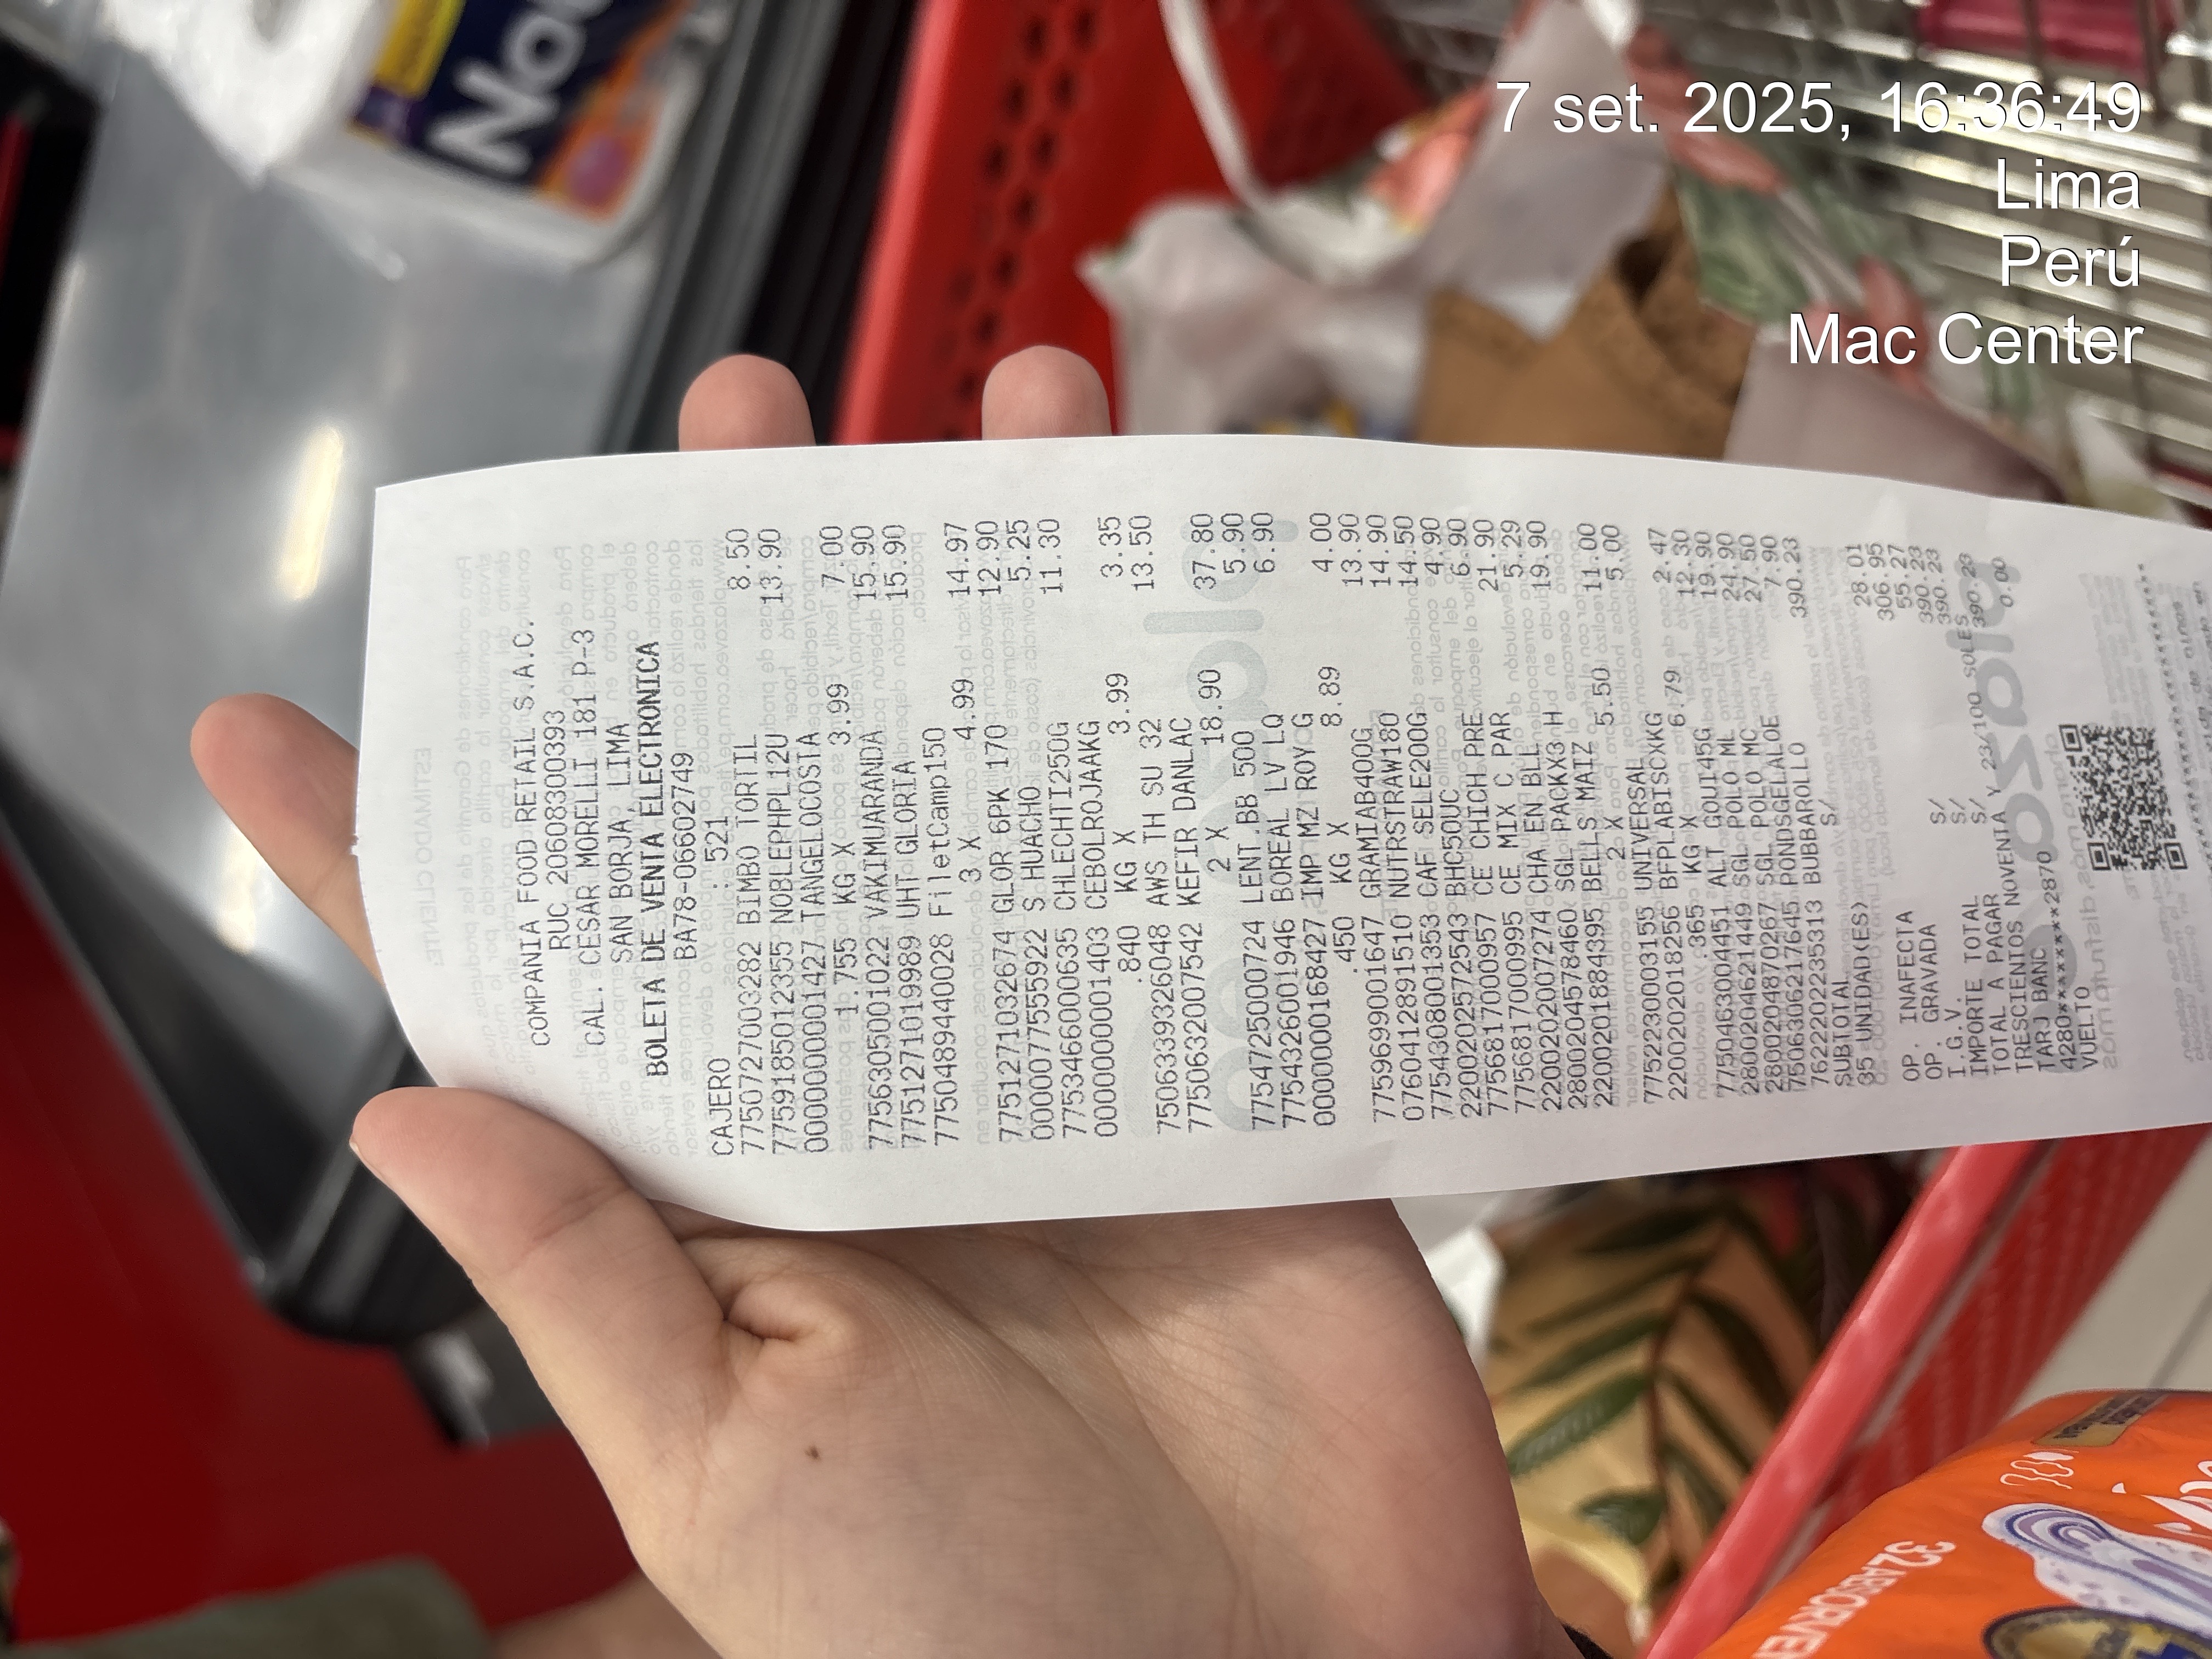 COMPANIA FOOD RETAIL S.A.C.
RUC 20608300393
CAL. CESAR MORELLI 181 P-3
SAN BORJA, LIMA
BOLETA DE VENTA ELECTRONICA
BA78-06602749
CAJERO : 521
7750727003282 BIMBO TORTIL 8.50
7759185012355 NOBLEPHPL12U 13.90
0000000001427 TANGELOCOSTA
1.755 KG X 3.99 7.00
7756305001022 VAKIMUARANDA 15.90
7751271019989 UHT GLORIA 15.90
7750489440028 FiletCamp150
3 X 4.99 14.97
7751271032674 GLOR 6PK 170 12.90
0000077555922 S HUACHO 5.25
7753466000635 CHLECHTI250G 11.30
0000000001403 CEBOLROJAAKG
.840 KG X 3.99 3.35
7506339326048 AWS TH SU 32 13.50
7750632007542 KEFIR DANLAC
2 X 18.90 37.80
7754725000724 LENT.BB 500 5.90
7754326001946 BOREAL LV LQ 6.90
0000000168427 IMP MZ ROY G
.450 KG X 8.89 4.00
7759699001647 GRAMIAB400G 13.90
0760412891510 NUTRSTRAW180 14.90
7754308001353 CAF SELE200G 14.50
2200202572543 BHC50UC 4.90
7756817000957 CE CHICH PRE 6.90
7756817000995 CE MIX C PAR 21.90
2200202007274 CHA EN BLL 5.29
2800204578460 SGL PACKX3 H 19.90
2200201884395 BELLS MAIZ
2 X 5.50 11.00
7752230003155 UNIVERSAL 5.00
2200202018256 BFPLABISCXKG
.365 KG X 6.79 2.47
7750463004451 ALT GOUI45G 12.30
2800204621449 SGL POLO ML 19.90
2800204870267 SGL POLO MC 24.90
7506306217645 PONDSGELALOE 27.50
7622202235313 BUBBAROLLO 7.90
SUBTOTAL S/ 390.23
35 UNIDAD(ES)
OP. INAFECTA 28.01
OP. GRAVADA 306.95
I.G.V. S/ 55.27
IMPORTE TOTAL S/ 390.23
TOTAL A PAGAR S/ 390.23
TRESCIENTOS NOVENTA Y 23/100 SOLES
TARJ BANC 390.23
4280********2870
VUELTO 0.00
7 set. 2025, 16:36:49
Lima
Perú
Mac Center